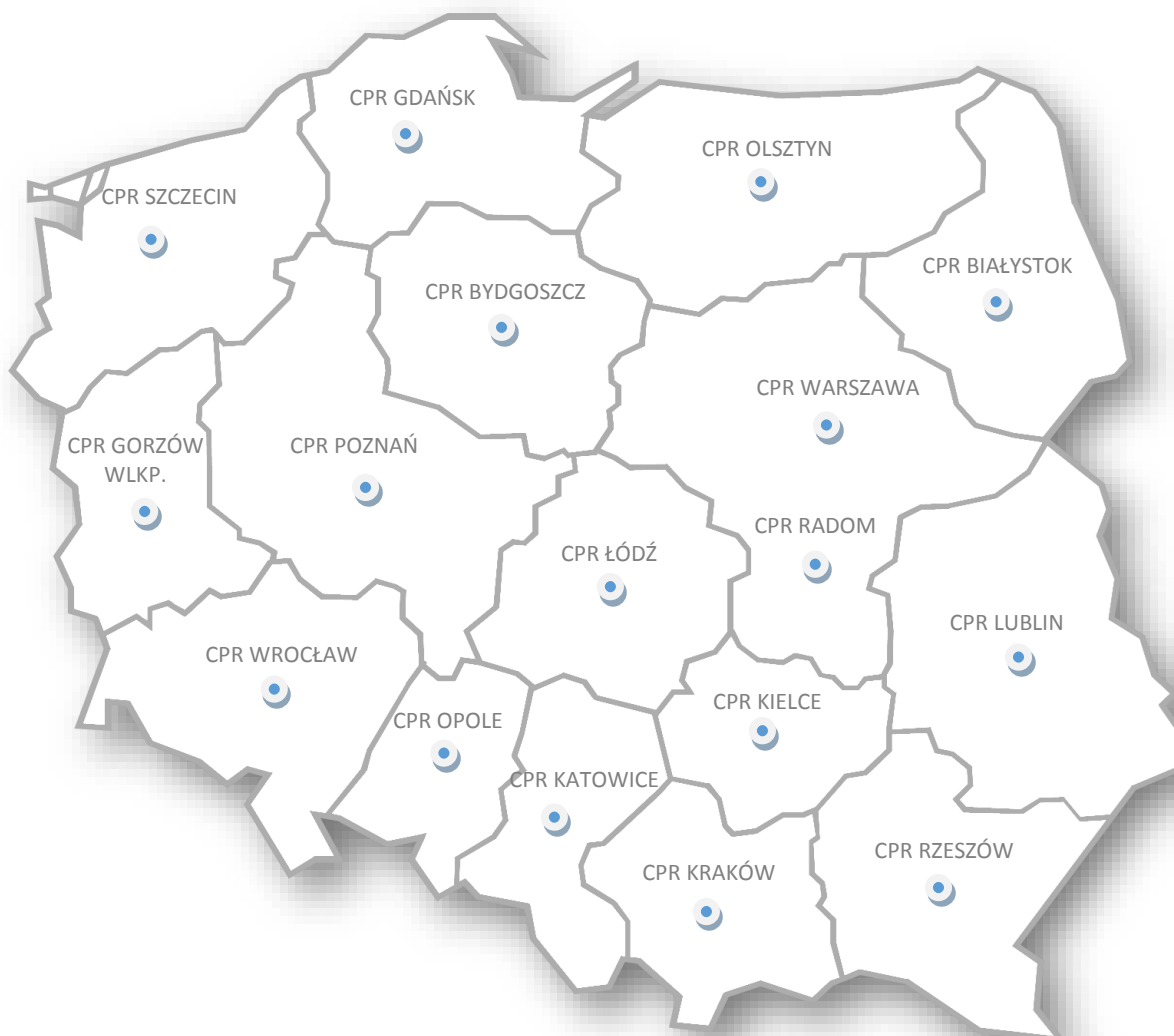 CPR GDAŃSK
CPR OLSZTYN
CPR SZCZECIN
CPR BIAŁYSTOK
CPR BYDGOSZCZ
CPR WARSZAWA
CPR GORZÓW
WLKP.
CPR POZNAŃ
CPR RADOM
CPR ŁÓDŹ
CPR LUBLIN
CPR WROCŁAW
CPR KIELCE
CPR OPOLE
CPR KATOWICE
CPR RZESZÓW
CPR KRAKÓW